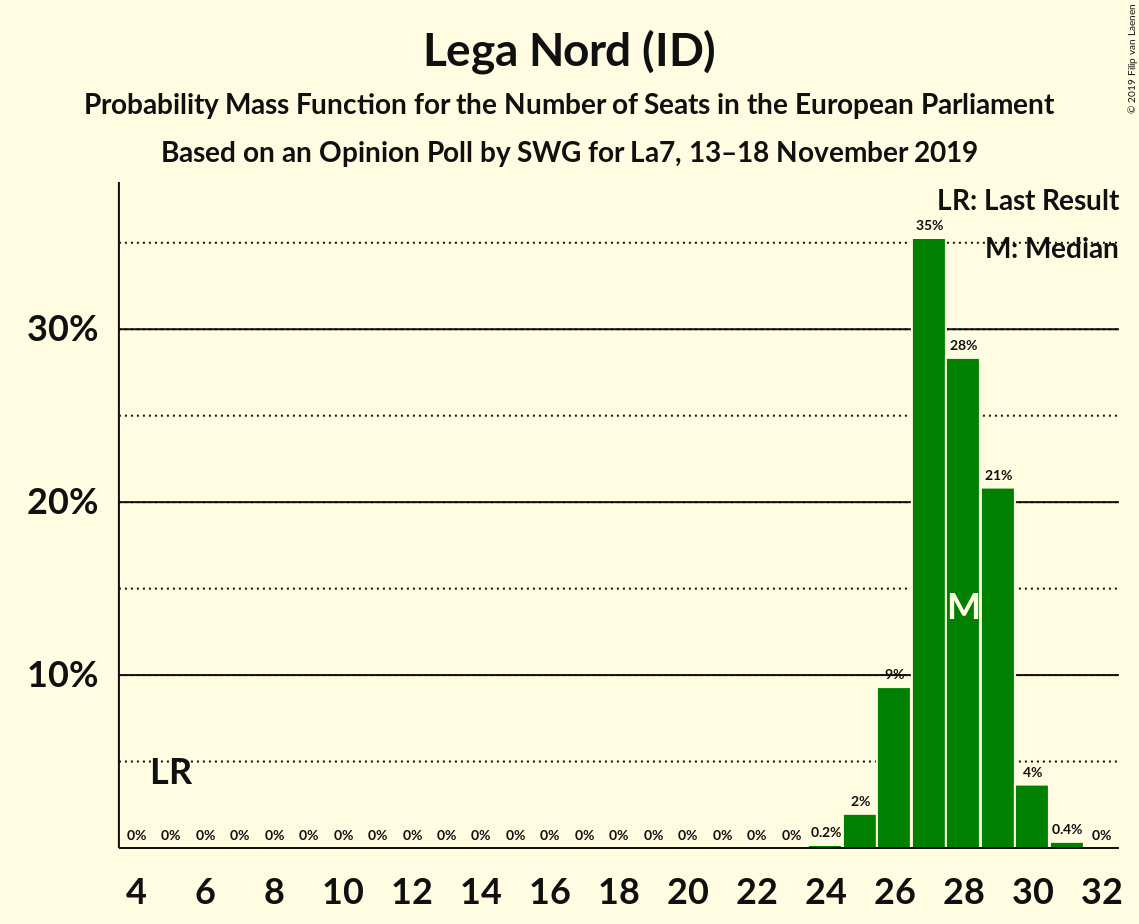 Lega Nord (ID)
Probability Mass Function for the Number of Seats in the European Parliament
Based on an Opinion Poll by SWG for La7, 13–18 November 2019
© 2019 Filip van Laenen
LR: Last Result
M: Median
35%
30%
28%
21%
20%
M
10%
9%
LR
4%
2%
0% 0% 0% 0% 0% 0% 0% 0% 0% 0% 0% 0% 0% 0% 0% 0% 0% 0% 0% 0% 0.2% 0.4% 0%
4 6 8 10 12 14 16 18 20 22 24 26 28 30 32